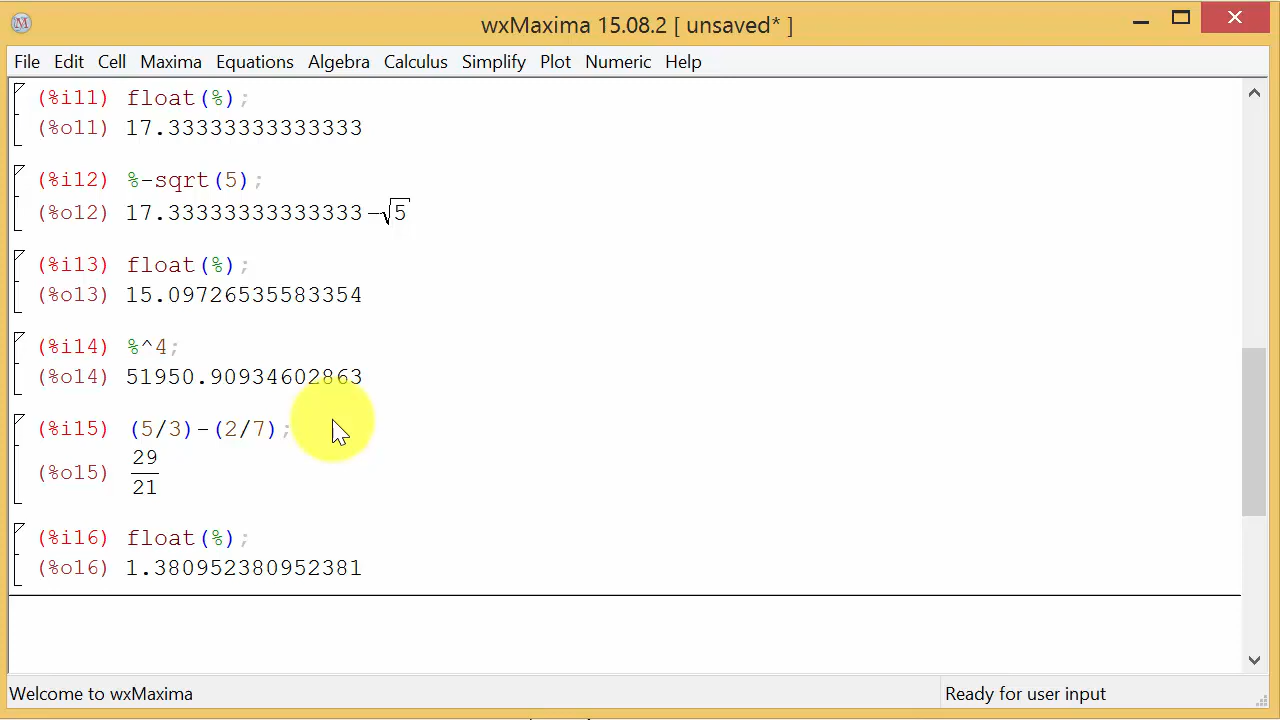 wxMaxima 15.08.2 [ unsaved* ]
File Edit Cell Maxima Equations Algebra Calculus Simplify Plot Numeric Help
(%i11) float(%);
(%o11) 17.33333333333333
(%i12) %-sqrt(5);
(%o12) 17.33333333333333−√5
(%i13) float(%);
(%o13) 15.09726535583354
(%i14) %^4;
(%o14) 51950.90934602863
(%i15) (5/3)-(2/7);
(%o15) 29/21
(%i16) float(%);
(%o16) 1.380952380952381
Welcome to wxMaxima Ready for user input